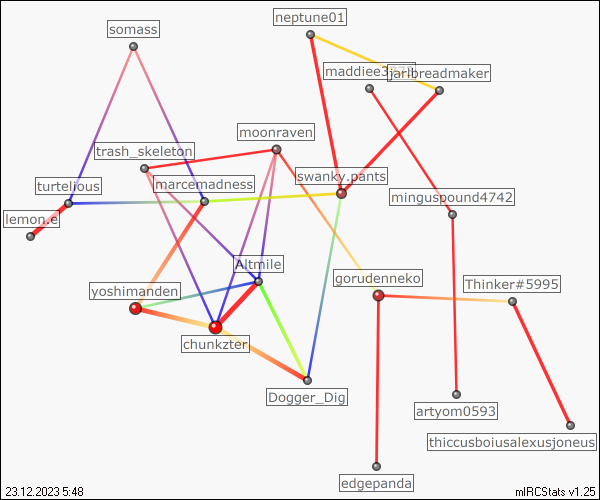 neptune01
somass
maddiee3
jarlbreadmaker
moonraven
trash_skeleton
swanky.pants
marcemadness
turtelious
minguspound4742
lemon.e
Altmile
gorudenneko
Thinker#5995
yoshimanden
chunkzter
Dogger_Dig
artyom0593
thiccusboiusalexusjoneus
edgepanda
23.12.2023 5:48
mIRCStats v1.25